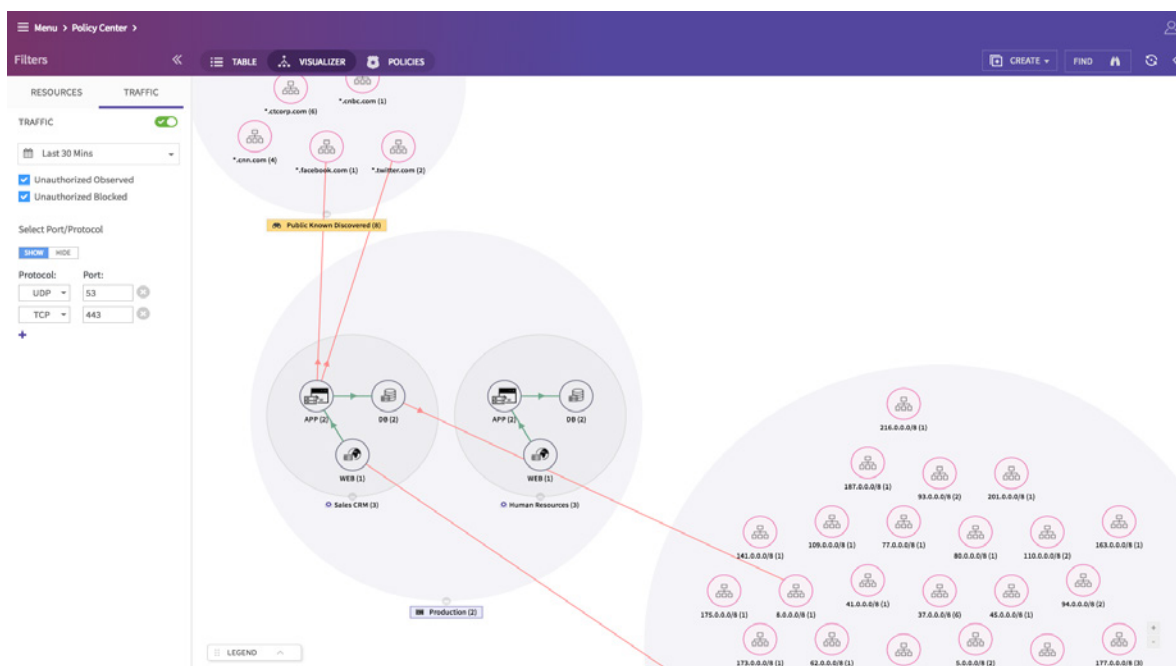 Menu > Policy Center >
Filters
TABLE VISUALIZER POLICIES
CREATE FIND
RESOURCES TRAFFIC
TRAFFIC
Last 30 Mins
Unauthorized Observed
Unauthorized Blocked
Select Port/Protocol
SHOW HIDE
Protocol: Port:
UDP 53
TCP 443
+
*.ctcorp.com (6)
*.cnbc.com (1)
*.cnn.com (4)
*.facebook.com (1)
*.twitter.com (2)
Public Known Discovered (8)
APP (2)
DB (2)
WEB (1)
Sales CRM (3)
APP (2)
DB (2)
WEB (1)
Human Resources (3)
Production (2)
216.0.0.0/8 (1)
187.0.0.0/8 (1)
93.0.0.0/8 (2)
201.0.0.0/8 (1)
141.0.0.0/8 (1)
109.0.0.0/8 (1)
77.0.0.0/8 (1)
80.0.0.0/8 (1)
110.0.0.0/8 (2)
163.0.0.0/8 (1)
175.0.0.0/8 (1)
8.0.0.0/8 (1)
41.0.0.0/8 (1)
37.0.0.0/8 (6)
45.0.0.0/8 (1)
94.0.0.0/8 (2)
173.0.0.0/8 (1)
62.0.0.0/8 (1)
5.0.0.0/8 (2)
177.0.0.0/8 (3)
LEGEND
+
-